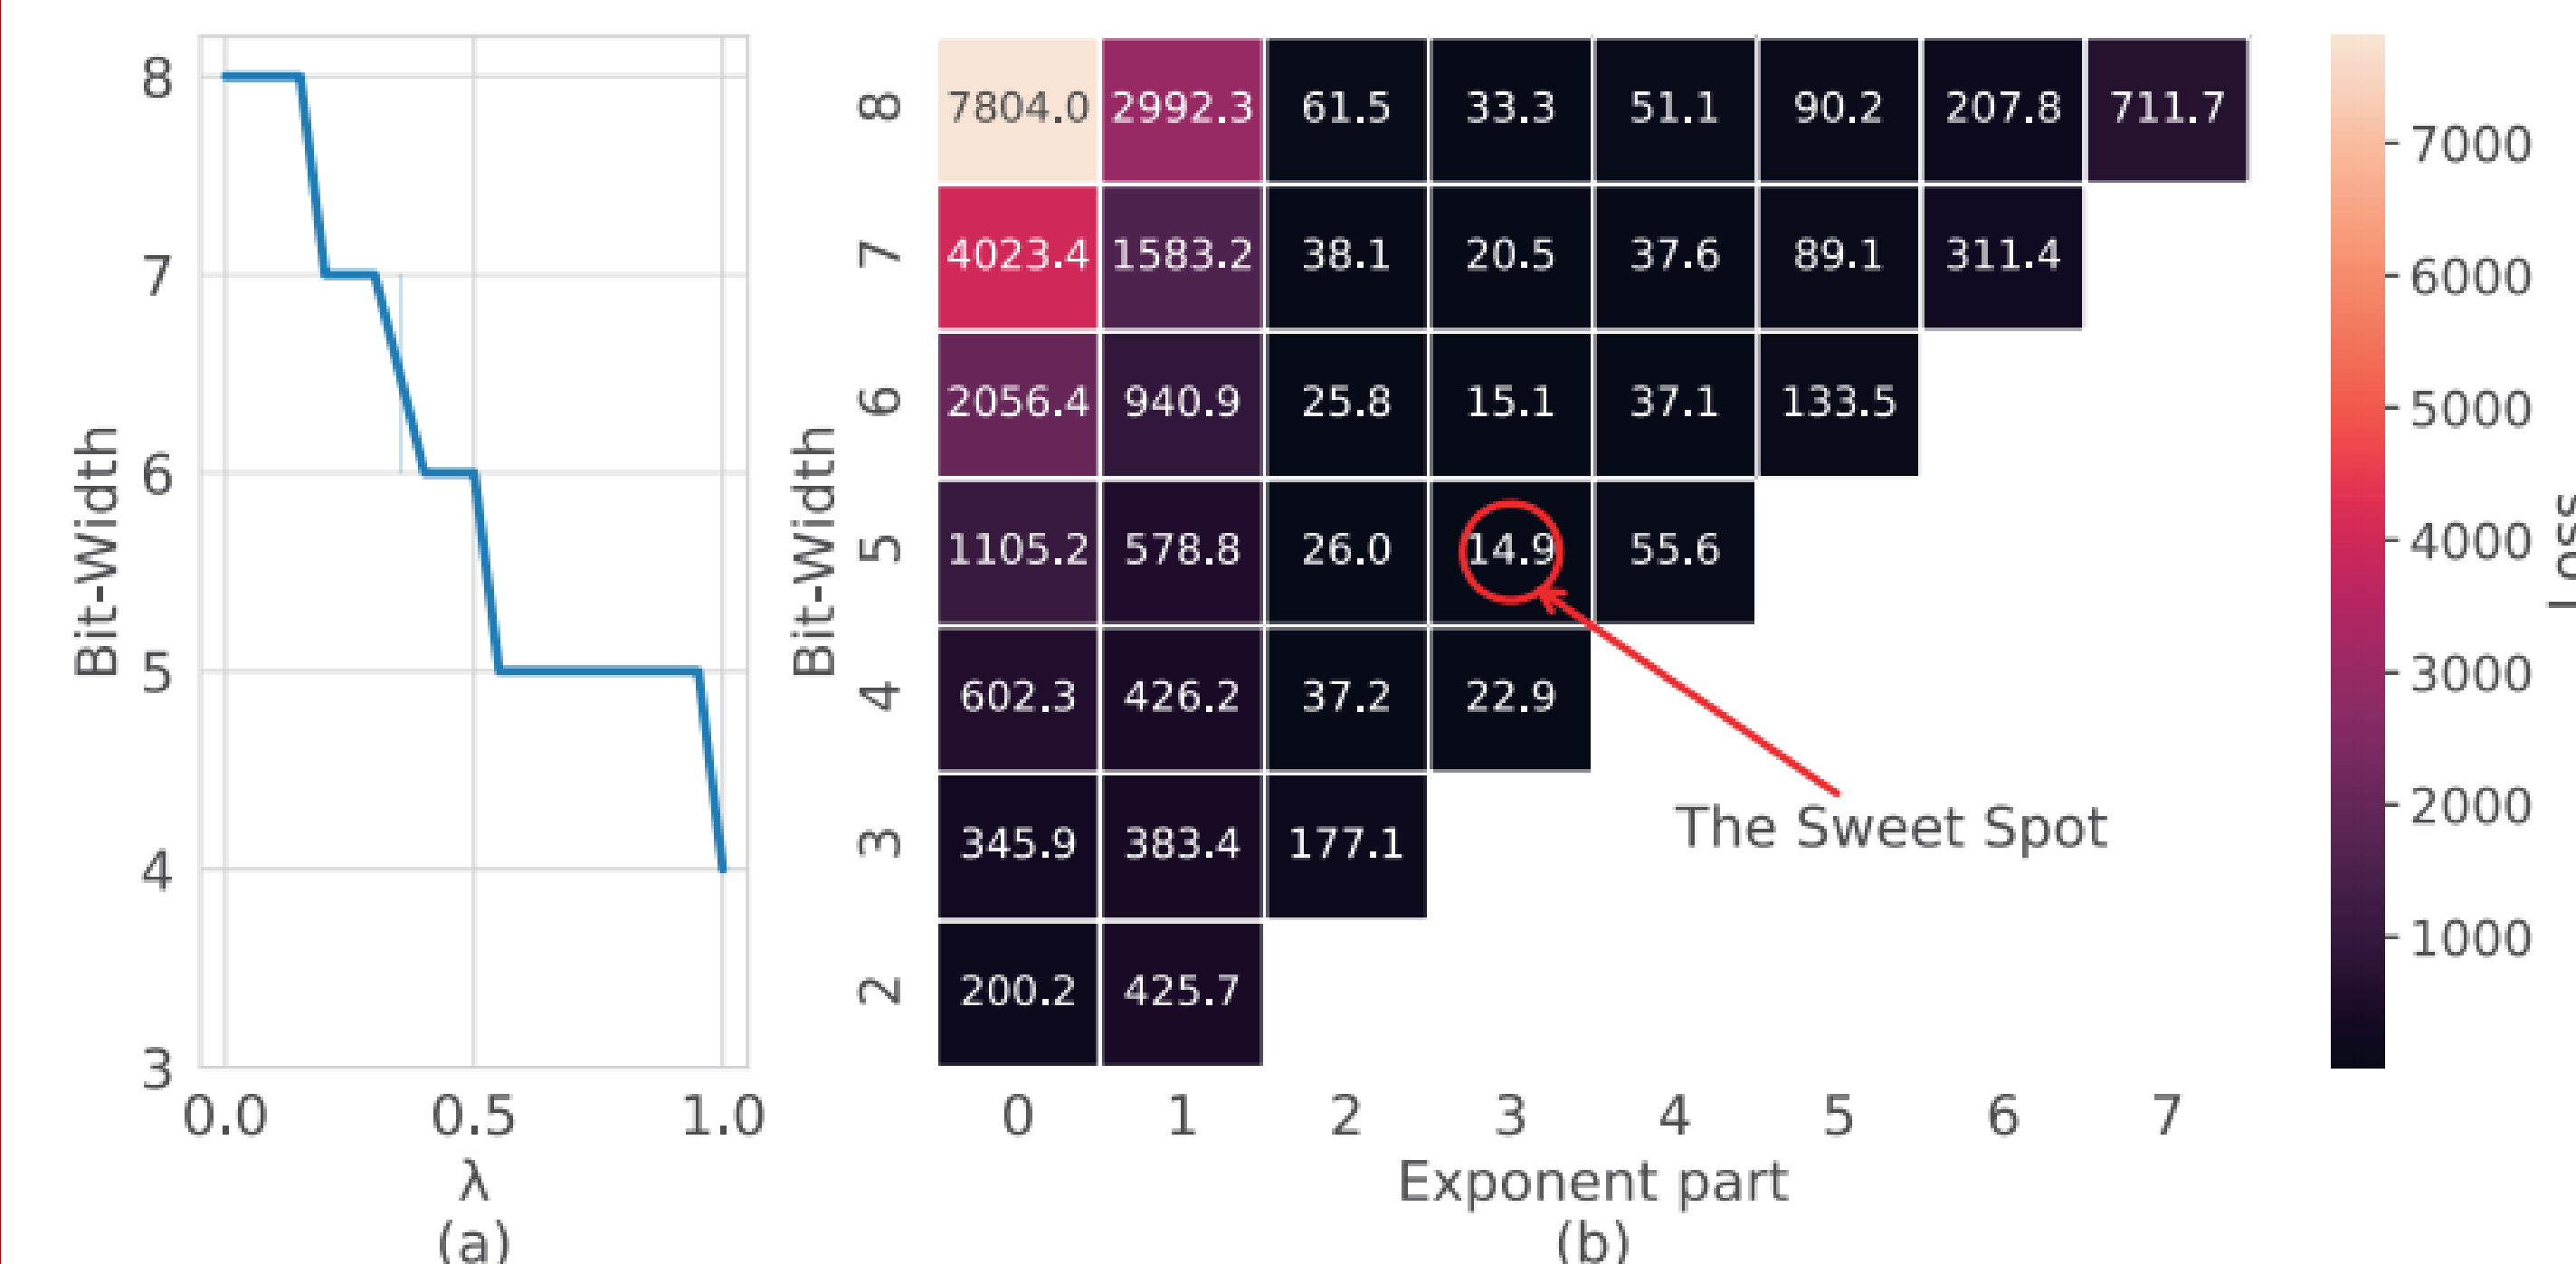 8
7
6
5
4
3
Bit-Width
0.0 0.5 1.0
λ
(a)
Bit-Width
8 7804.0 2992.3 61.5 33.3 51.1 90.2 207.8 711.7
7 4023.4 1583.2 38.1 20.5 37.6 89.1 311.4
6 2056.4 940.9 25.8 15.1 37.1 133.5
5 1105.2 578.8 26.0 14.9 55.6
4 602.3 426.2 37.2 22.9
3 345.9 383.4 177.1
2 200.2 425.7
The Sweet Spot
0 1 2 3 4 5 6 7
Exponent part
(b)
7000
6000
5000
4000
3000
2000
1000